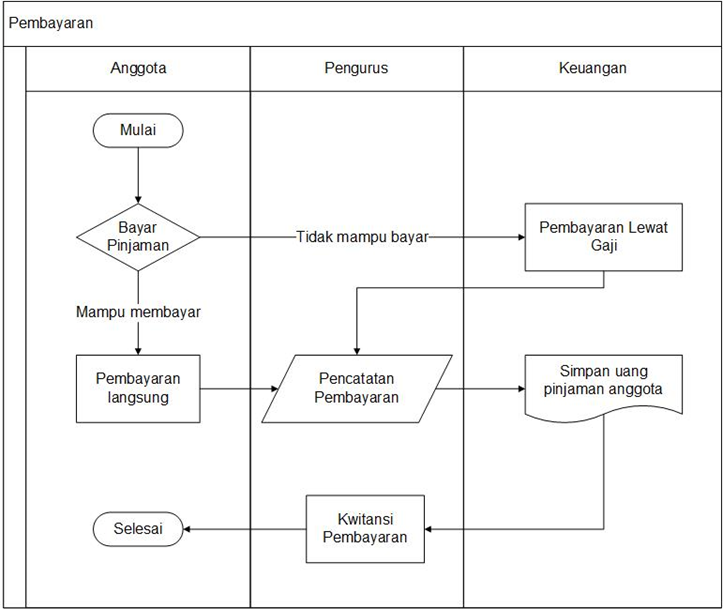 Pembayaran
Anggota
Pengurus
Keuangan
Mulai
Bayar
Pinjaman
Tidak mampu bayar
Pembayaran Lewat
Gaji
Mampu membayar
Pembayaran
langsung
Pencatatan
Pembayaran
Simpan uang
pinjaman anggota
Selesai
Kwitansi
Pembayaran